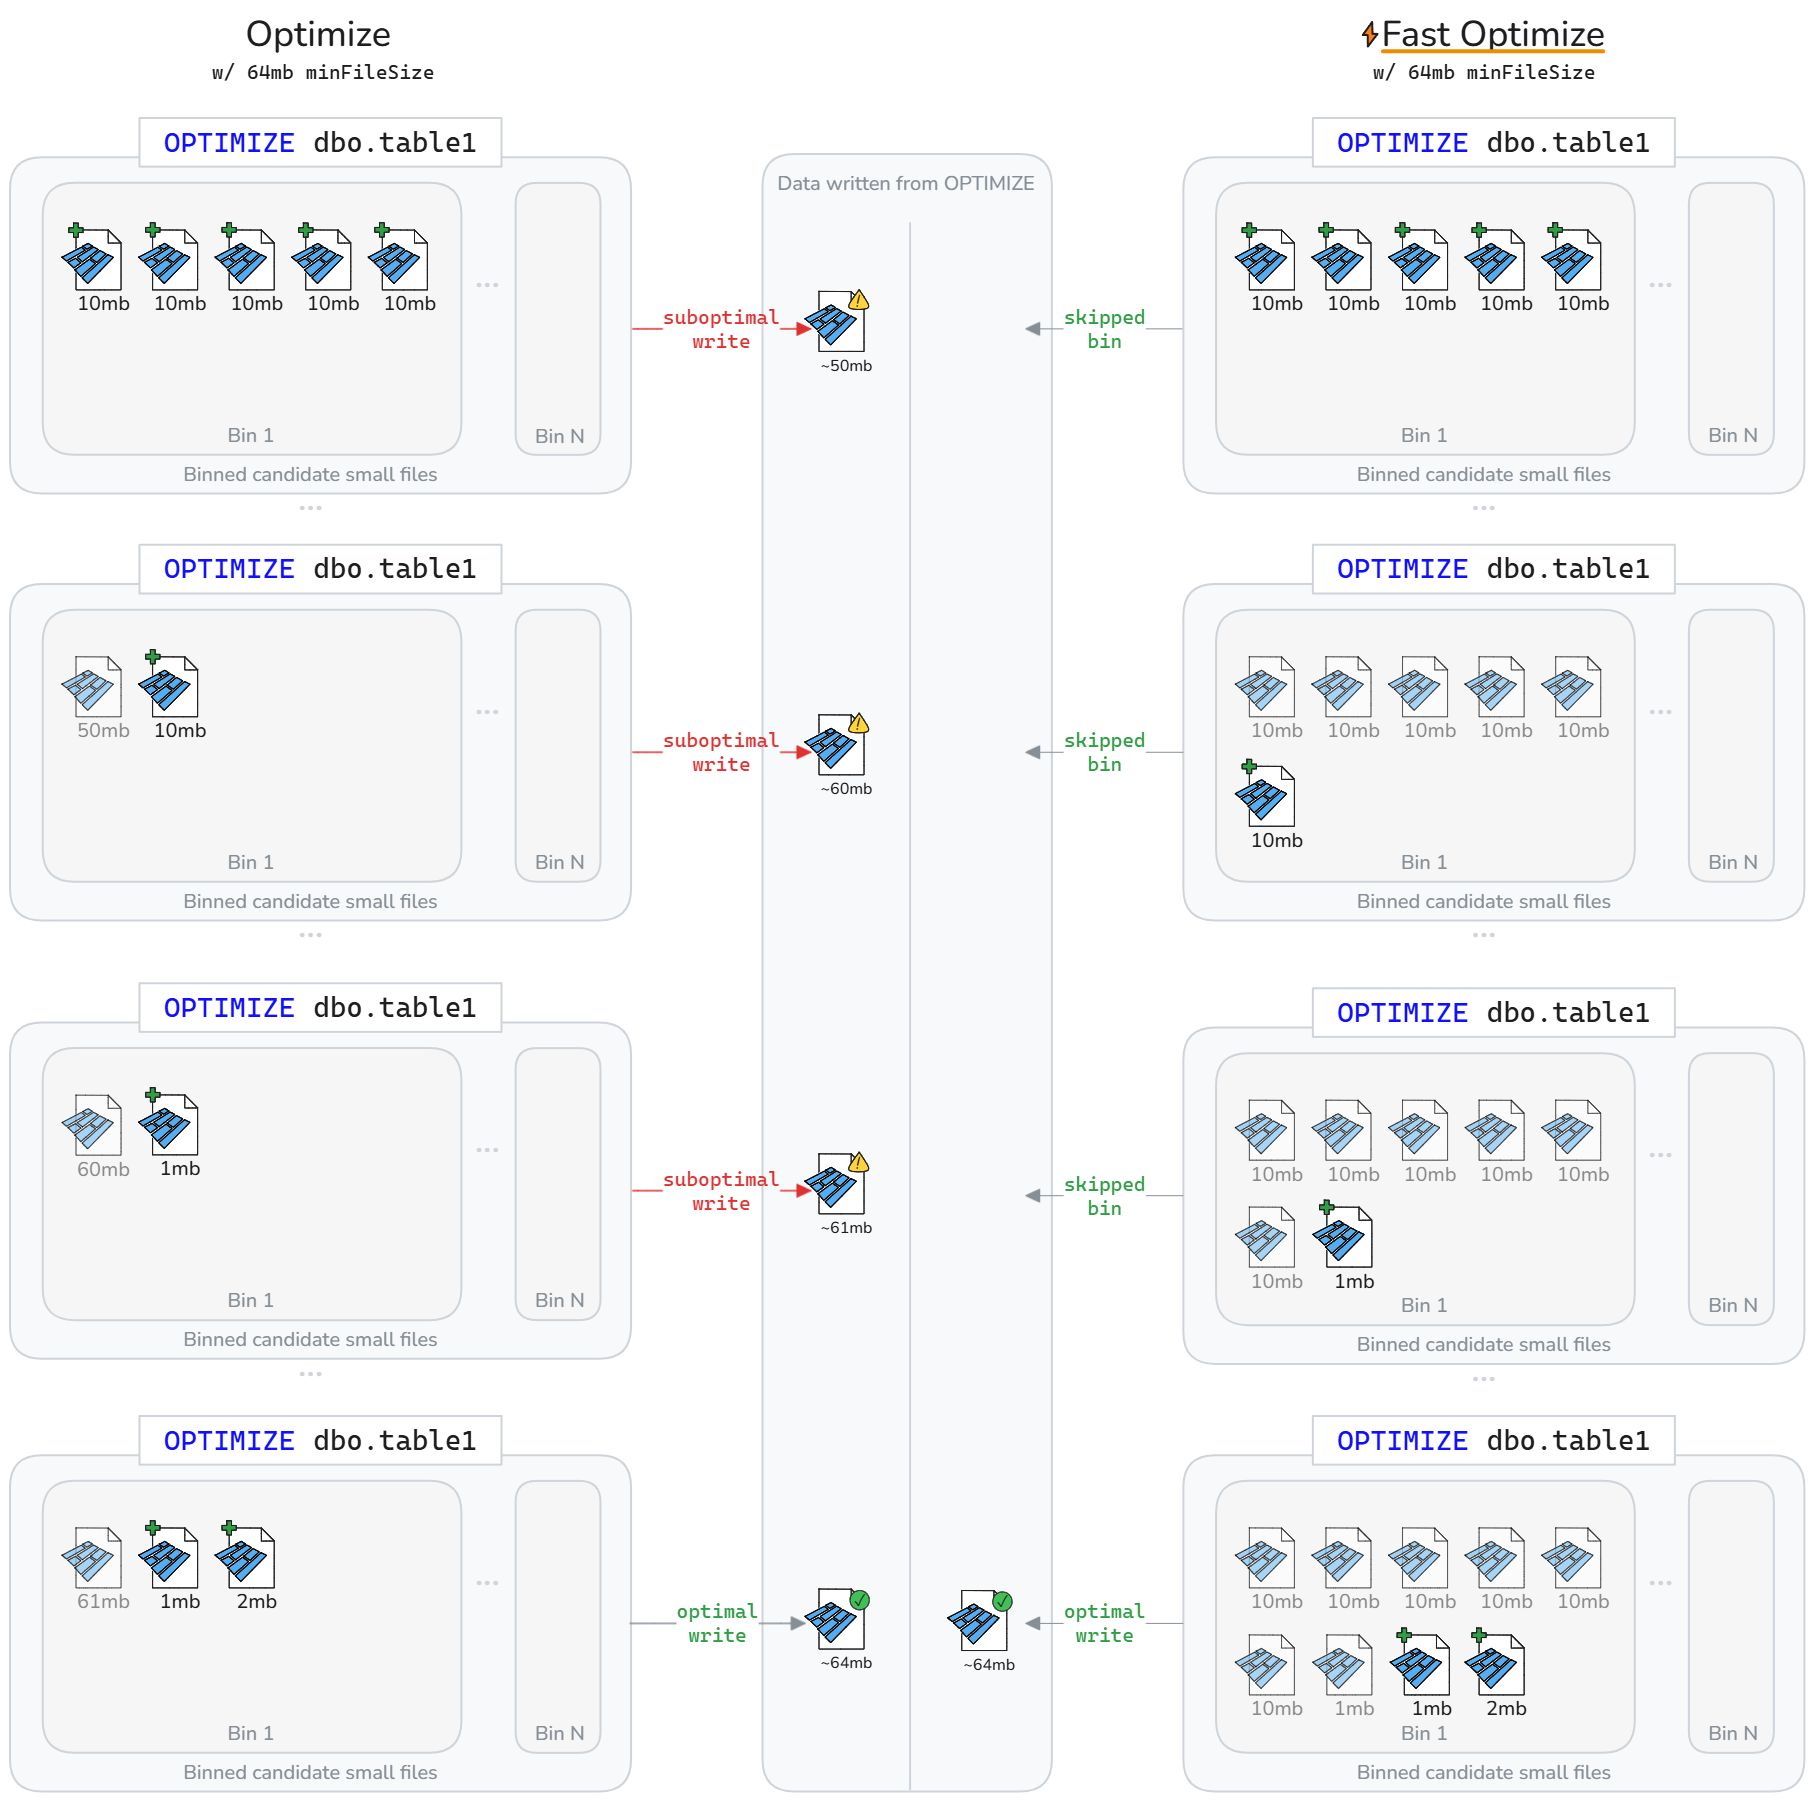 Optimize
w/ 64mb minFileSize
⚡Fast Optimize
w/ 64mb minFileSize
OPTIMIZE dbo.table1
10mb 10mb 10mb 10mb 10mb
...
Bin 1
Bin N
Binned candidate small files
...
suboptimal
write
Data written from OPTIMIZE
~50mb
skipped
bin
OPTIMIZE dbo.table1
10mb 10mb 10mb 10mb 10mb
...
Bin 1
Bin N
Binned candidate small files
...
OPTIMIZE dbo.table1
50mb 10mb
...
Bin 1
Bin N
Binned candidate small files
...
suboptimal
write
~60mb
skipped
bin
OPTIMIZE dbo.table1
10mb 10mb 10mb 10mb 10mb
...
10mb
Bin 1
Bin N
Binned candidate small files
...
OPTIMIZE dbo.table1
60mb 1mb
...
Bin 1
Bin N
Binned candidate small files
...
suboptimal
write
~61mb
skipped
bin
OPTIMIZE dbo.table1
10mb 10mb 10mb 10mb 10mb
...
10mb 1mb
Bin 1
Bin N
Binned candidate small files
...
OPTIMIZE dbo.table1
61mb 1mb 2mb
...
Bin 1
Bin N
Binned candidate small files
optimal
write
~64mb
~64mb
optimal
write
OPTIMIZE dbo.table1
10mb 10mb 10mb 10mb 10mb
...
10mb 1mb 1mb 2mb
Bin 1
Bin N
Binned candidate small files